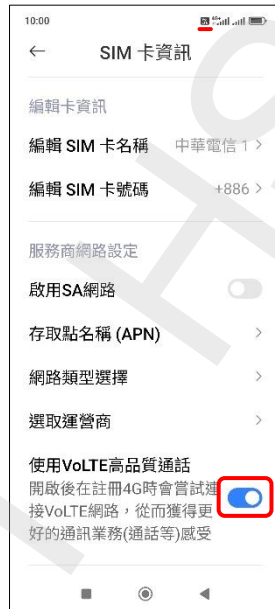 10:00
SIM 卡資訊
編輯卡資訊
編輯 SIM 卡名稱 中華電信 1
編輯 SIM 卡號碼 +886
服務商網路設定
啟用SA網路
存取點名稱 (APN)
網路類型選擇
選取運營商
使用VoLTE高品質通話
開啟後在註冊4G時會嘗試連
接VoLTE網路，從而獲得更
好的通訊業務(通話等)感受